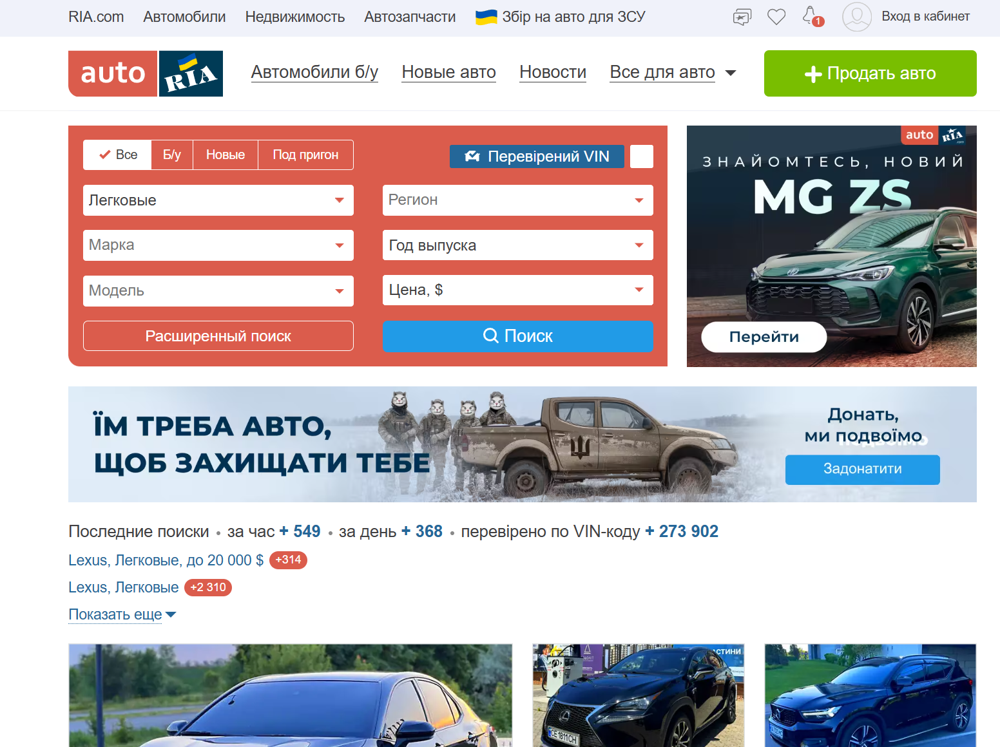 RIA.com Автомобили Недвижимость Автозапчасти Збір на авто для ЗСУ 1 Вход в кабинет
auto RIA Автомобили б/у Новые авто Новости Все для авто Продать авто
Все Б/у Новые Под пригон Перевірений VIN
Легковые Регион
Марка Год выпуска
Модель Цена, $
Расширенный поиск Поиск
auto RIA .com
ЗНАЙОМТЕСЬ, НОВИЙ
MG ZS
Перейти
ЇМ ТРЕБА АВТО,
ЩОБ ЗАХИЩАТИ ТЕБЕ
Донать,
ми подвоїмо
Задонатити
Последние поиски • за час + 549 • за день + 368 • перевірено по VIN-коду + 273 902
Lexus, Легковые, до 20 000 $ +314
Lexus, Легковые +2 310
Показать еще
СЕ 1811 СН